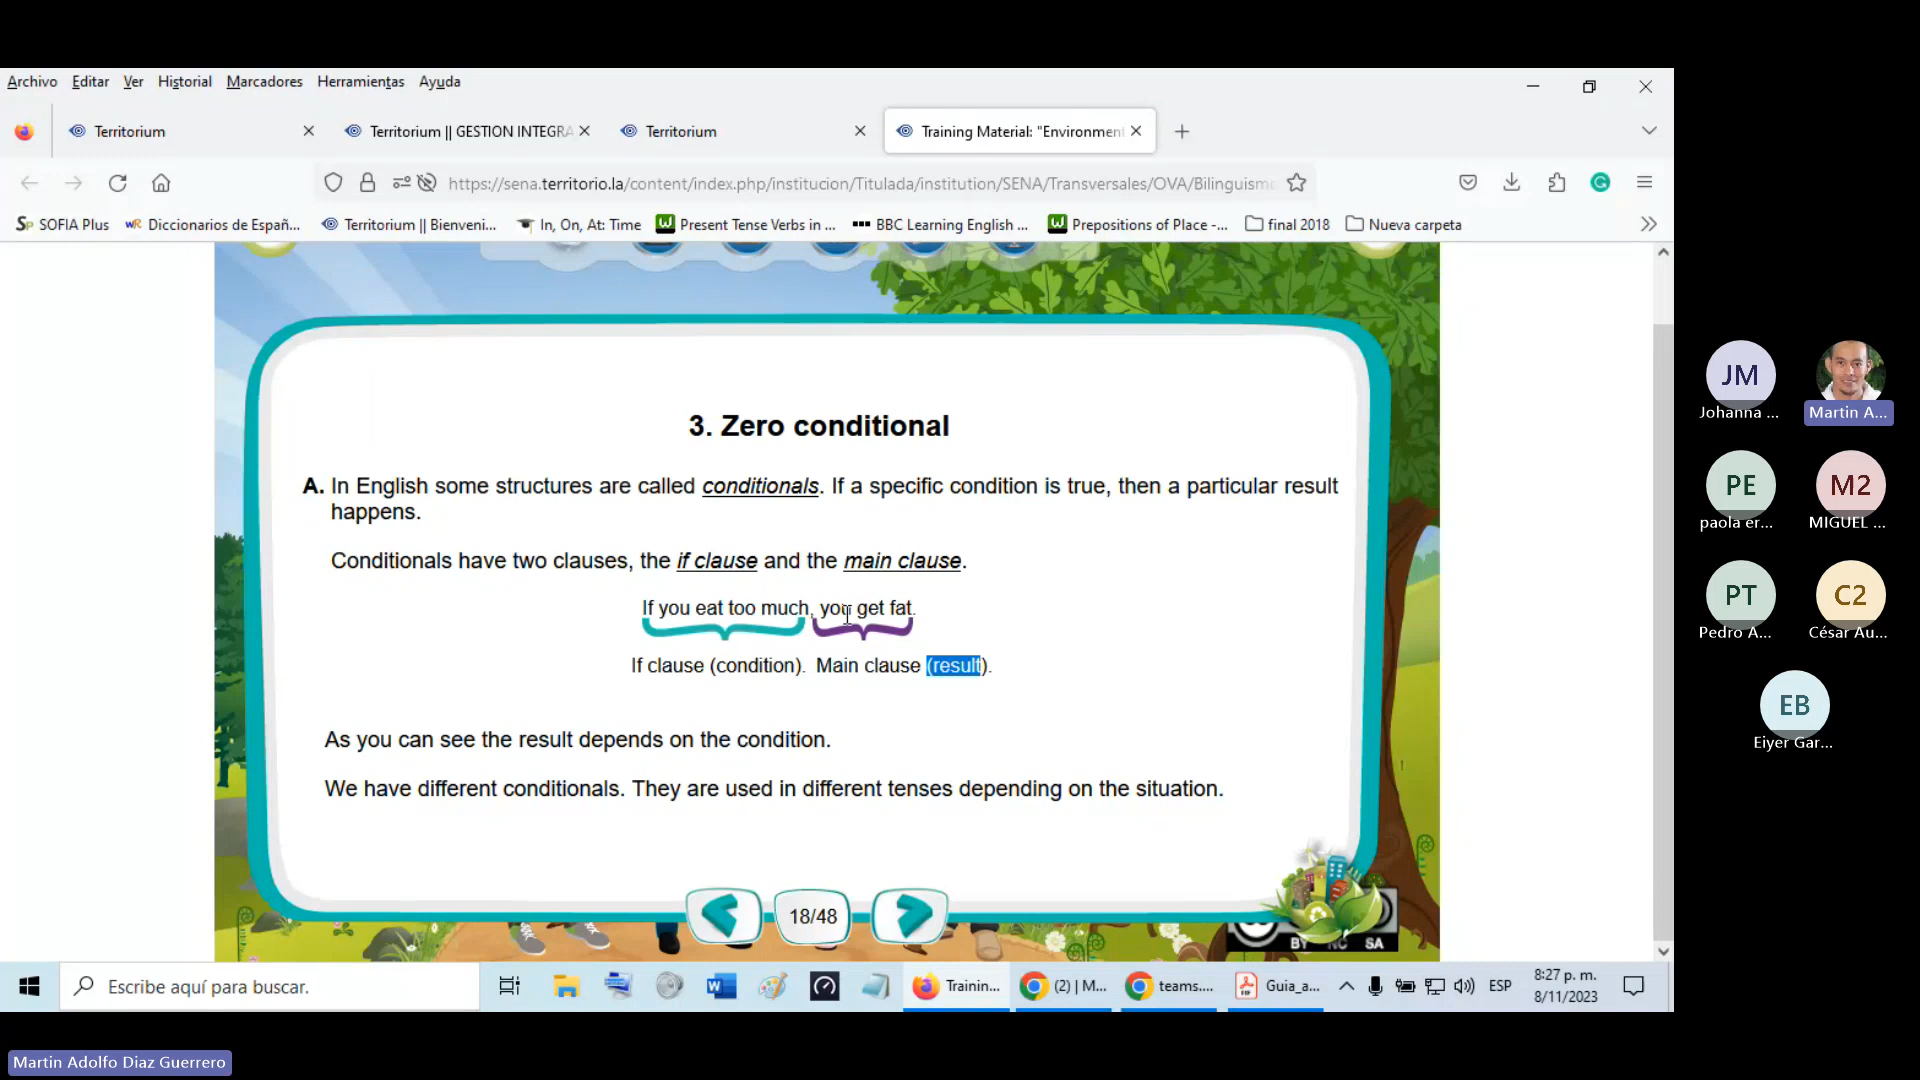 Archivo Editar Ver Historial Marcadores Herramientas Ayuda
Territorium
Territorium || GESTION INTEGRA
Territorium
Training Material: "Environment
https://sena.territorio.la/content/index.php/institucion/Titulada/institution/SENA/Transversales/OVA/Bilinguismo
SOFIA Plus
Diccionarios de Españ...
Territorium || Bienveni...
In, On, At: Time
Present Tense Verbs in ...
BBC Learning English ...
Prepositions of Place -...
final 2018
Nueva carpeta
3. Zero conditional
A. In English some structures are called conditionals. If a specific condition is true, then a particular result
happens.
Conditionals have two clauses, the if clause and the main clause.
If you eat too much, you get fat.
If clause (condition). Main clause (result).
As you can see the result depends on the condition.
We have different conditionals. They are used in different tenses depending on the situation.
18/48
BY NC SA
JM
Johanna ...
Martin A...
PE
paola er...
M2
MIGUEL ...
PT
Pedro A...
C2
César Au...
EB
Eiyer Gar...
Escribe aquí para buscar.
Trainin...
(2) | M...
teams....
Guia_a...
ESP
8:27 p. m.
8/11/2023
Martin Adolfo Diaz Guerrero